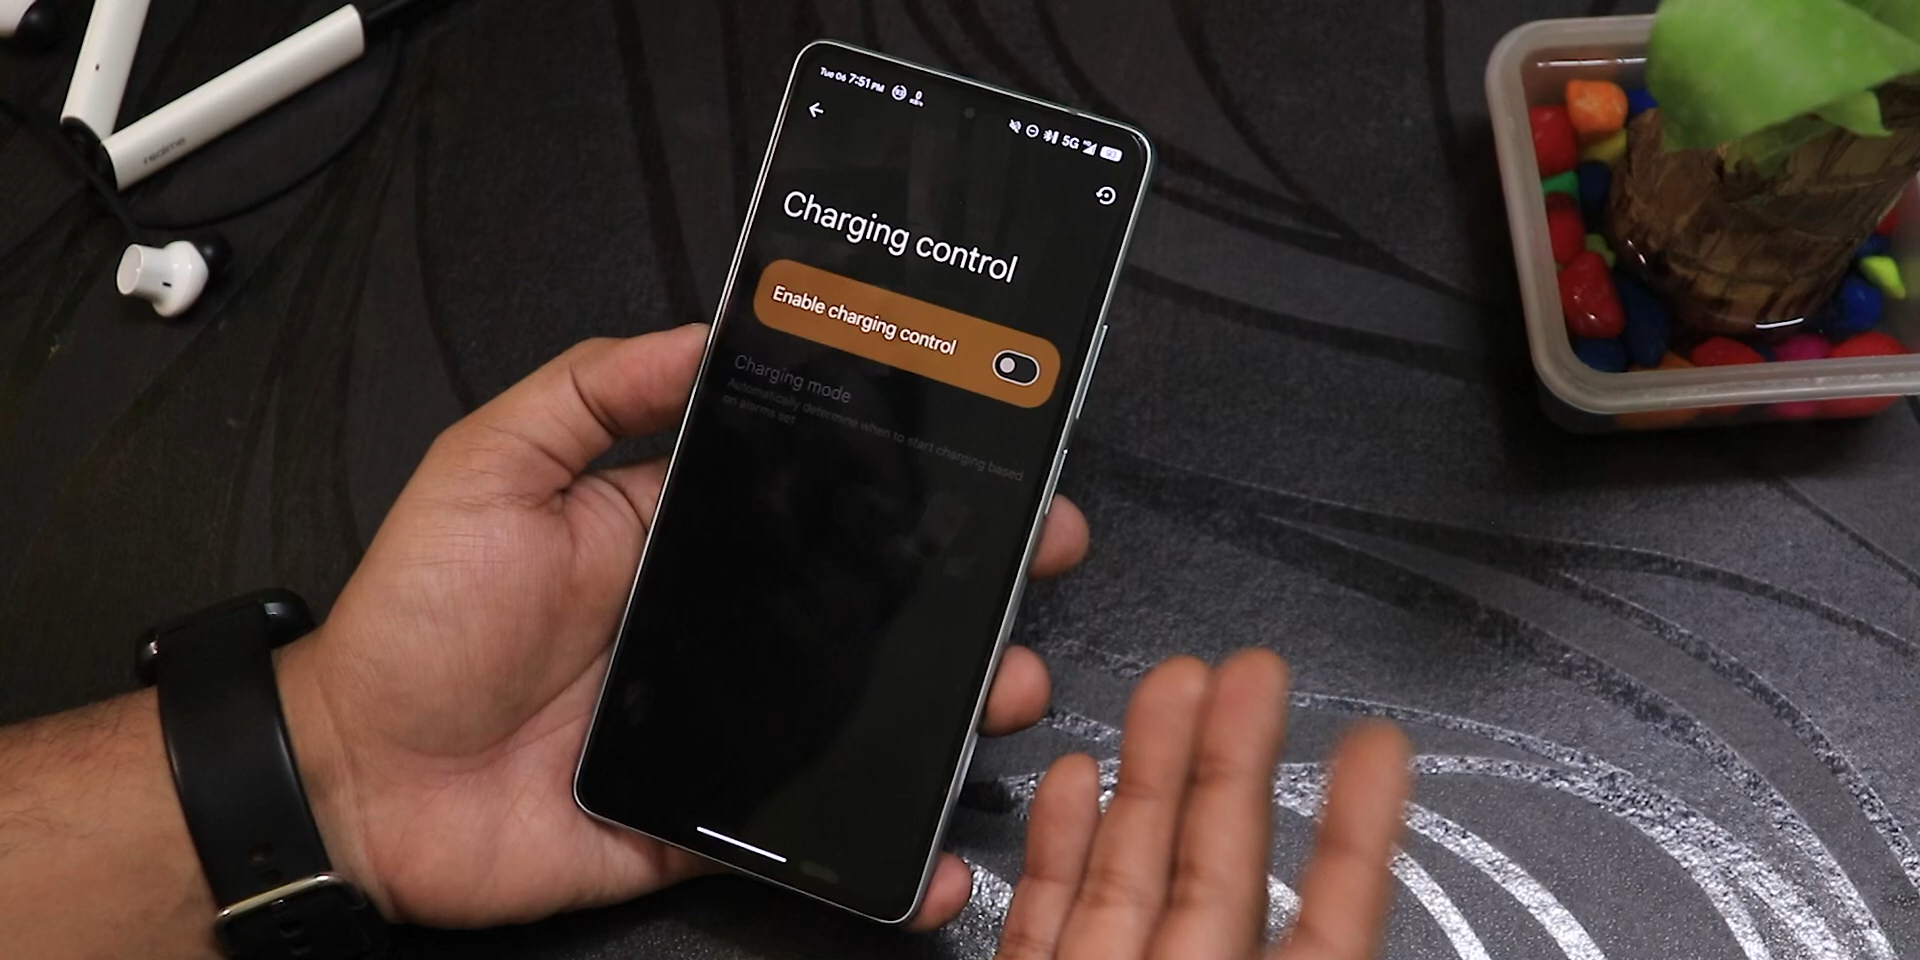 Tue 06 7:51 PM
5G
Charging control
Enable charging control
Charging mode
Automatically determine when to start charging based
on alarms set
realme